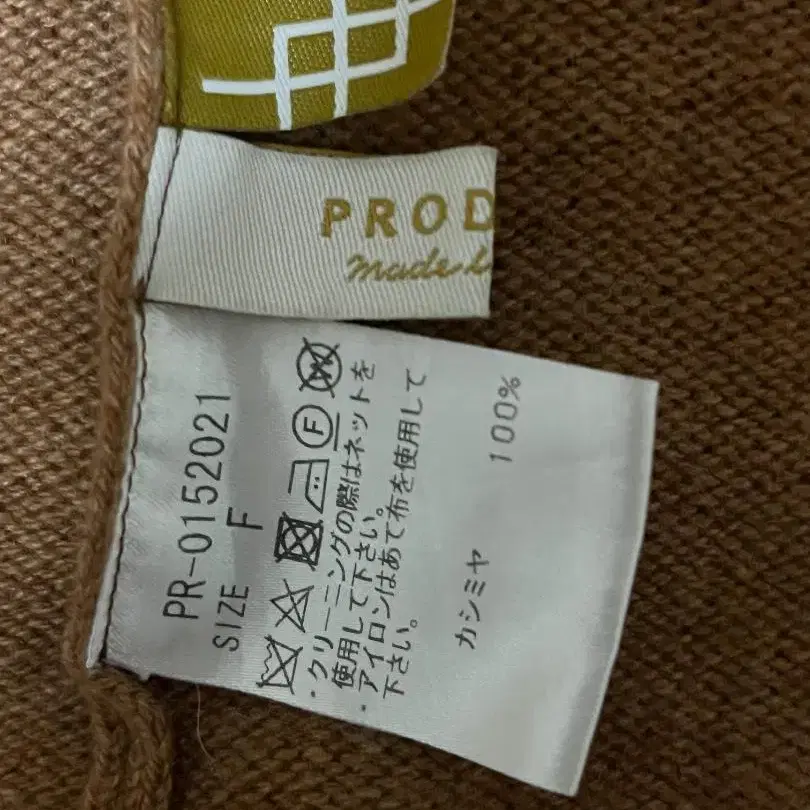 PROD
Made
PR-0152021
SIZE F
W
F
・クリーニングの際はネットを
使用して下さい。
・アイロンはあて布を使用して
下さい。
カシミヤ 100%